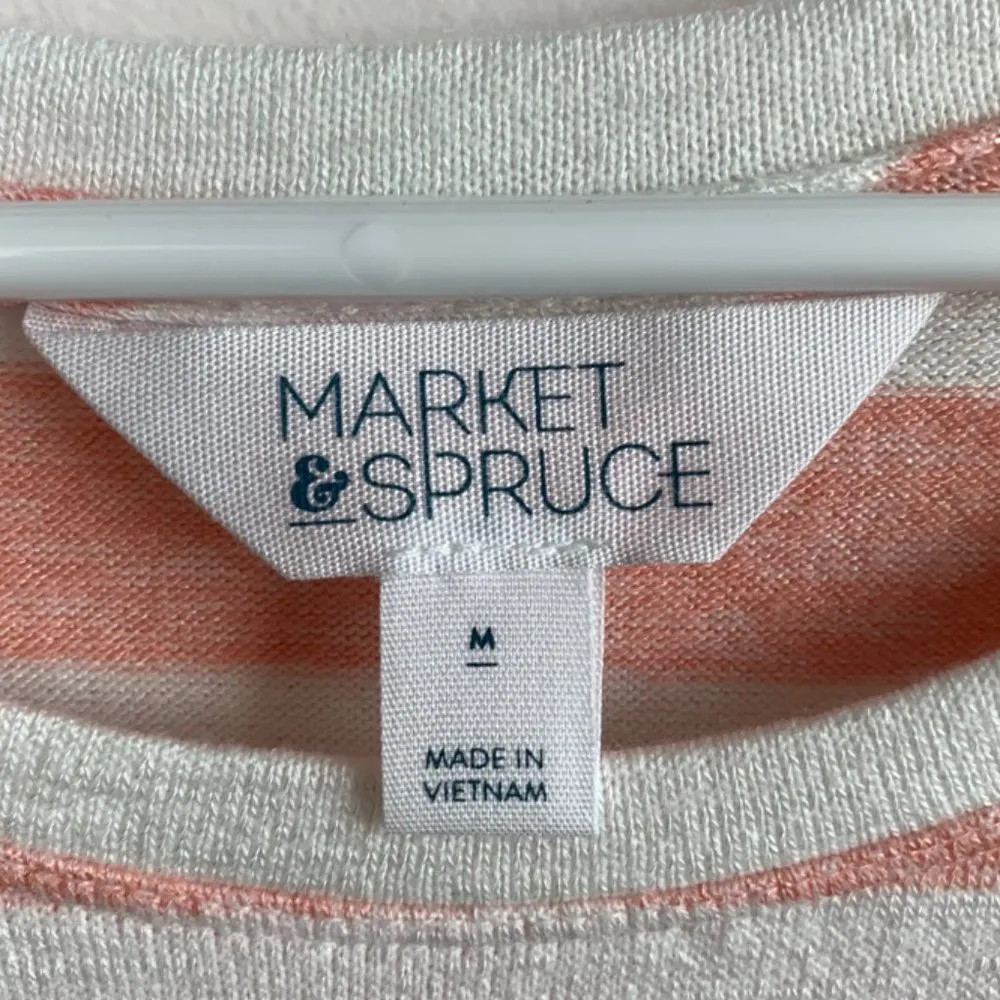 MARKET
& SPRUCE
M
MADE IN
VIETNAM